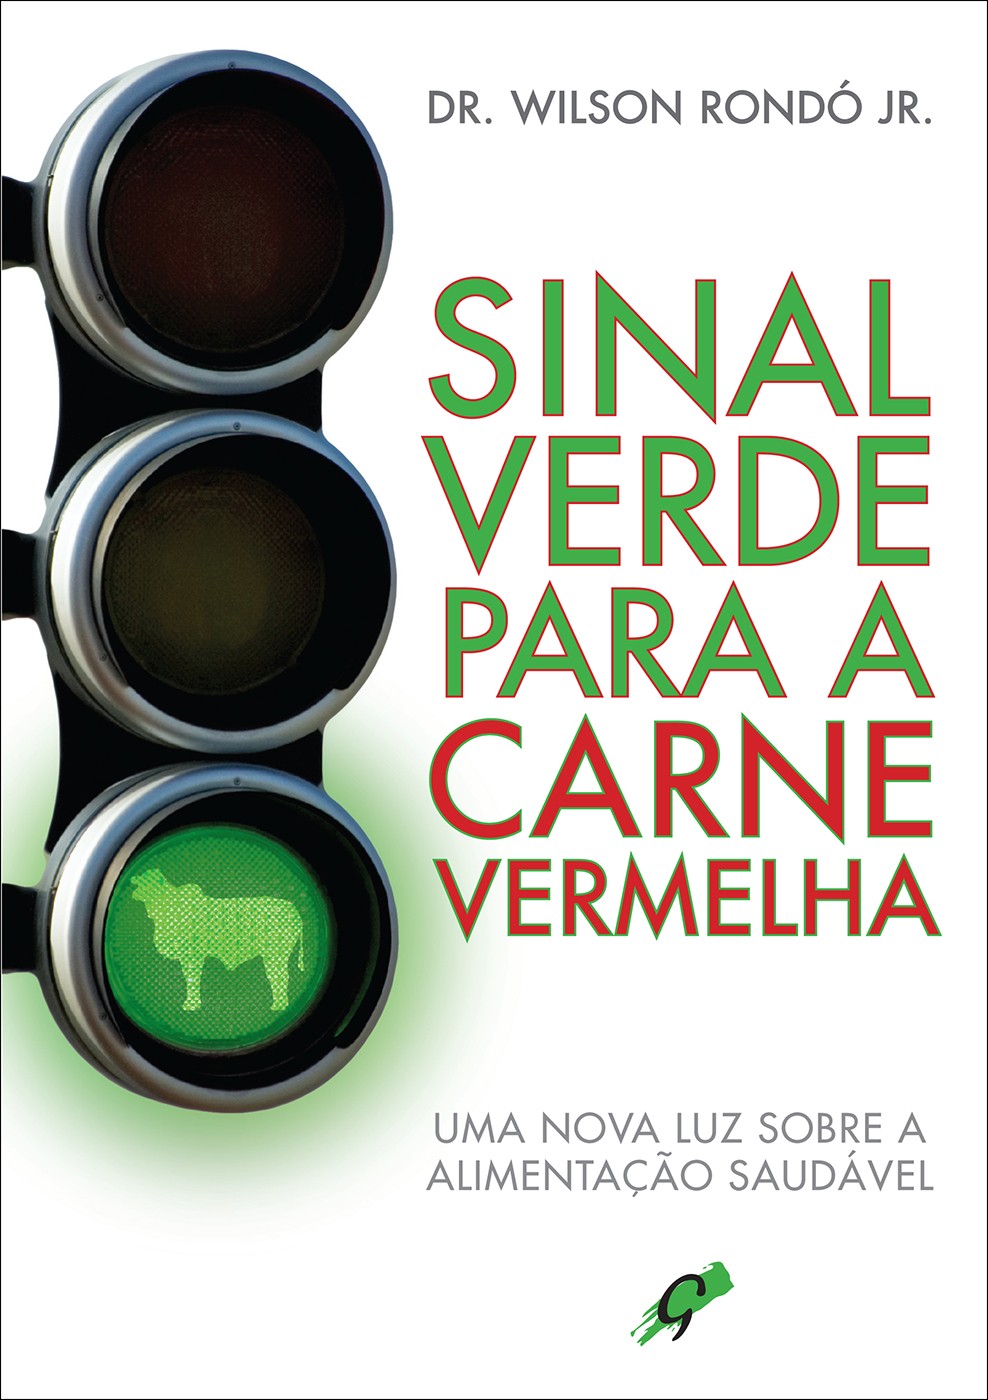 DR. WILSON RONDÓ JR.
SINAL
VERDE
PARA A
CARNE
VERMELHA
UMA NOVA LUZ SOBRE A
ALIMENTAÇÃO SAUDÁVEL
Ç